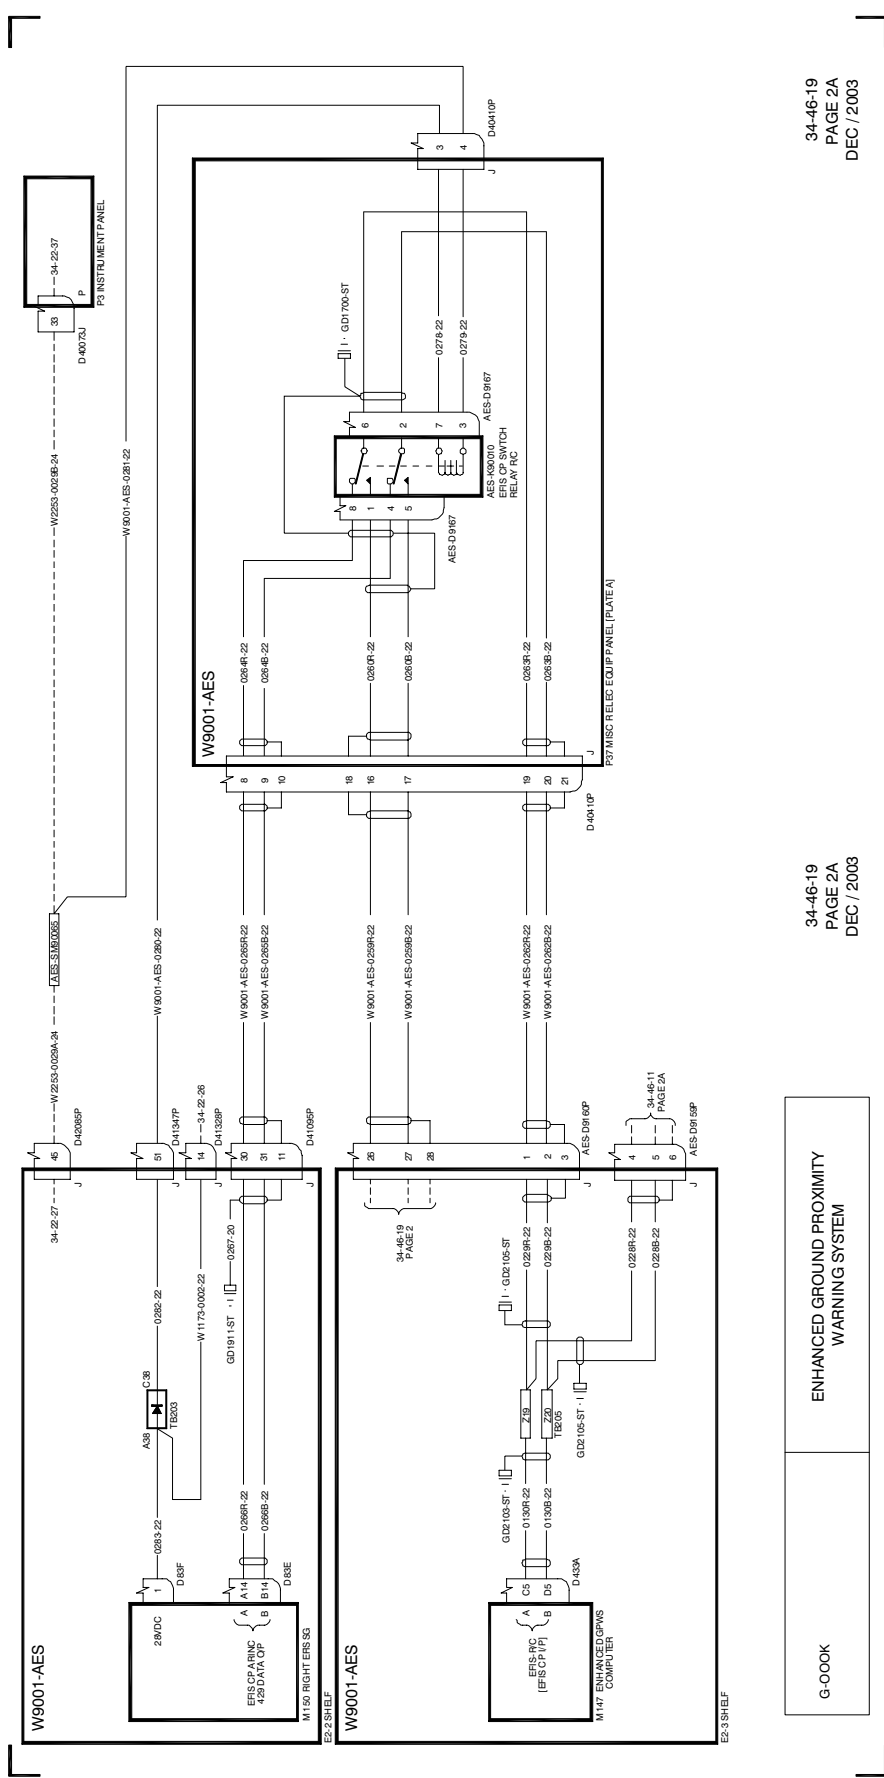 34-46-19
PAGE 2A
DEC / 2003
34-46-19
PAGE 2A
DEC / 2003
ENHANCED GROUND PROXIMITY
WARNING SYSTEM
G-OOOK
34-22-37
P
33
D40073J
P3 INSTRUMENT PANEL
W2253-0029B-24
AES-SM90065
W2253-0029A-24
45
D42085P
J
34-22-27
W9001-AES-0281-22
W9001-AES-0280-22
3
4
D40410P
J
W9001-AES
P37 MISC RELEC EQUIP PANEL [PLATE A]
0278-22
0279-22
GD1700-ST
AES-D9167
6
2
7
3
AES-K90010
EFIS CP SWTCH
RELAY R/C
8
1
4
5
AES-D9167
0264R-22
0264B-22
0260R-22
0260B-22
0263R-22
0263B-22
8
9
10
18
16
17
19
20
21
J
D40410P
W9001-AES-0265R-22
W9001-AES-0265B-22
W9001-AES-0259R-22
W9001-AES-0259B-22
W9001-AES-0262R-22
W9001-AES-0262B-22
51
D41347P
J
14
34-22-26
D41328P
J
30
31
11
D41095P
J
0282-22
W1173-0002-22
0267-20
GD1911-ST
A38
C38
TB203
0283-22
0266R-22
0266B-22
1
D83F
A14
B14
D83E
28VDC
A
B
EFIS CP ARINC
429 DATA O/P
M150 RIGHT EFIS SG
W9001-AES
E2-2 SHELF
26
27
28
34-46-19
PAGE 2
1
2
3
AES-D9160P
J
4
5
6
34-46-11
PAGE 2A
AES-D9159P
J
0229R-22
0229B-22
GD2105-ST
0228R-22
0228B-22
Z19
Z20
TB205
GD2105-ST
GD2103-ST
0130R-22
0130B-22
C5
D5
D433A
A
B
EFIS-R/C
[EFIS CP I/P]
M147 ENHANCED GPWS
COMPUTER
W9001-AES
E2-3 SHELF